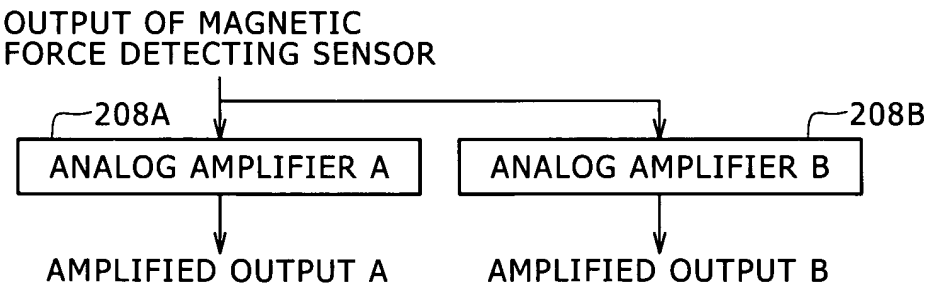 OUTPUT OF MAGNETIC
FORCE DETECTING SENSOR
208A
208B
ANALOG AMPLIFIER A
ANALOG AMPLIFIER B
AMPLIFIED OUTPUT A
AMPLIFIED OUTPUT B